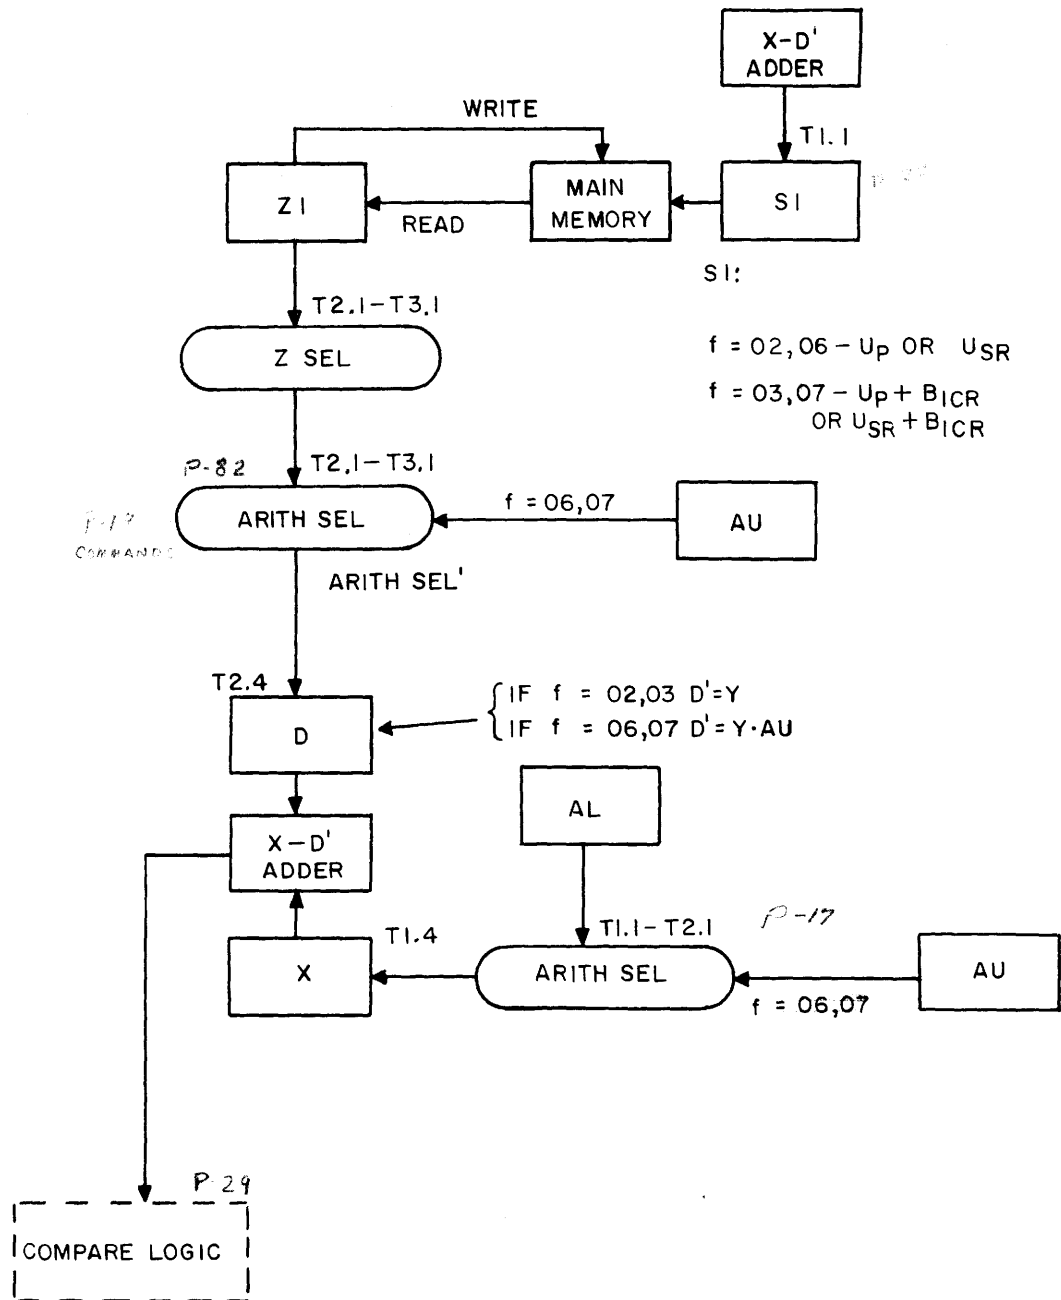 X-D'
ADDER
WRITE
T1.1
Z1
MAIN
MEMORY
S1
READ
S1:
T2.1-T3.1
Z SEL
f = 02,06 - UP OR USR
f = 03,07 - UP + B1CR
OR USR + B1CR
P-82
T2.1-T3.1
ARITH SEL
f = 06,07
AU
COMMANDS
ARITH SEL'
T2.4
D
IF f = 02,03 D'=Y
IF f = 06,07 D'=Y·AU
AL
X-D'
ADDER
T1.4
T1.1-T2.1
P-17
X
ARITH SEL
AU
f = 06,07
P-29
COMPARE LOGIC